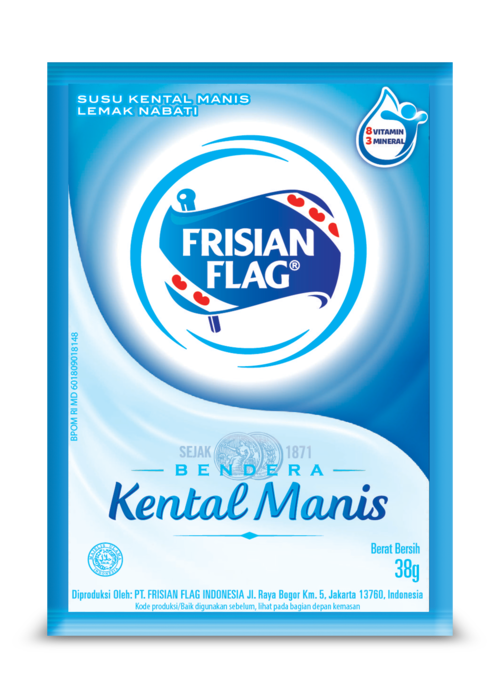 SUSU KENTAL MANIS
LEMAK NABATI
8 VITAMIN
3 MINERAL
FRISIAN
FLAG®
BPOM RI MD 601809018148
SEJAK 1871
BENDERA
Kental Manis
Berat Bersih
38g
Diproduksi Oleh: PT. FRISIAN FLAG INDONESIA Jl. Raya Bogor Km. 5, Jakarta 13760, Indonesia
Kode produksi/Baik digunakan sebelum, lihat pada bagian depan kemasan